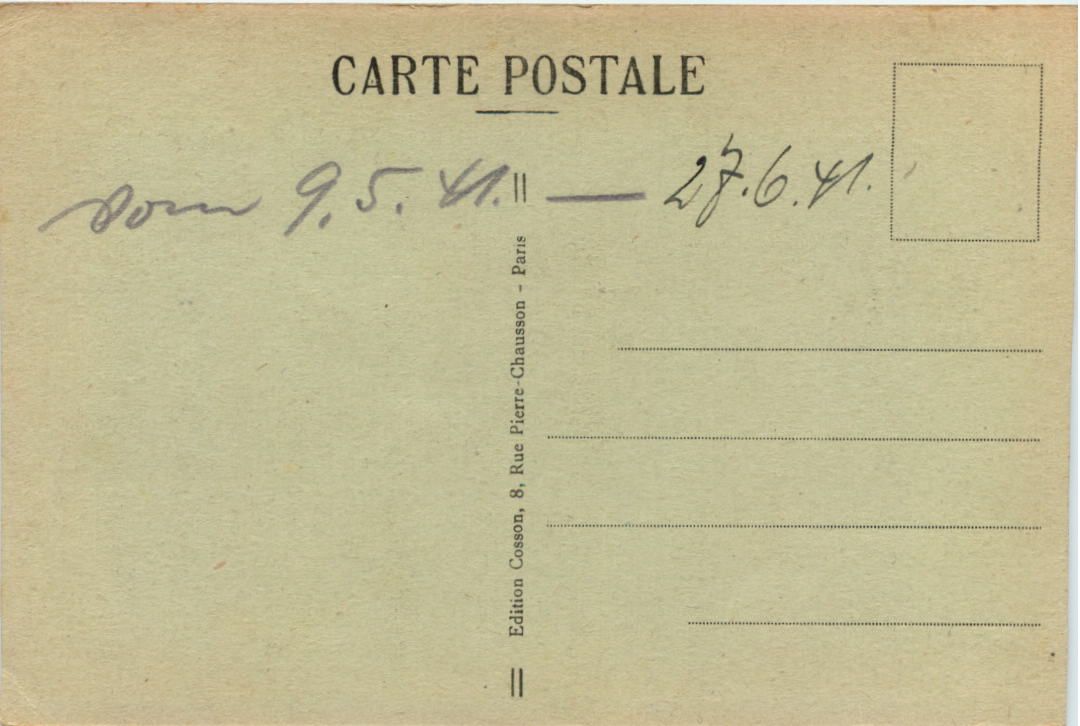 CARTE POSTALE
vom 9.5.41. — 27.6.41.
Edition Cosson, 8, Rue Pierre-Chausson - Paris